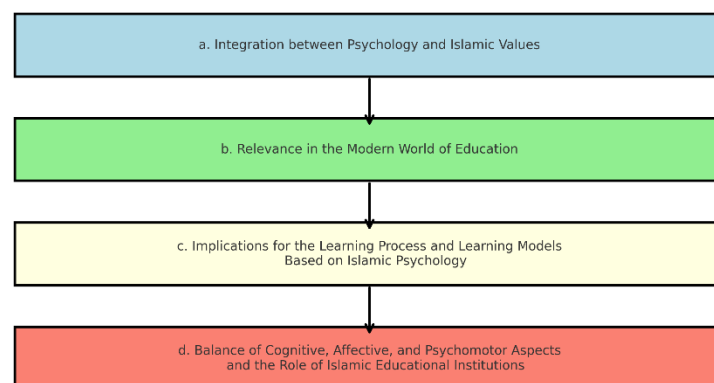 a. Integration between Psychology and Islamic Values
b. Relevance in the Modern World of Education
c. Implications for the Learning Process and Learning Models
Based on Islamic Psychology
d. Balance of Cognitive, Affective, and Psychomotor Aspects
and the Role of Islamic Educational Institutions